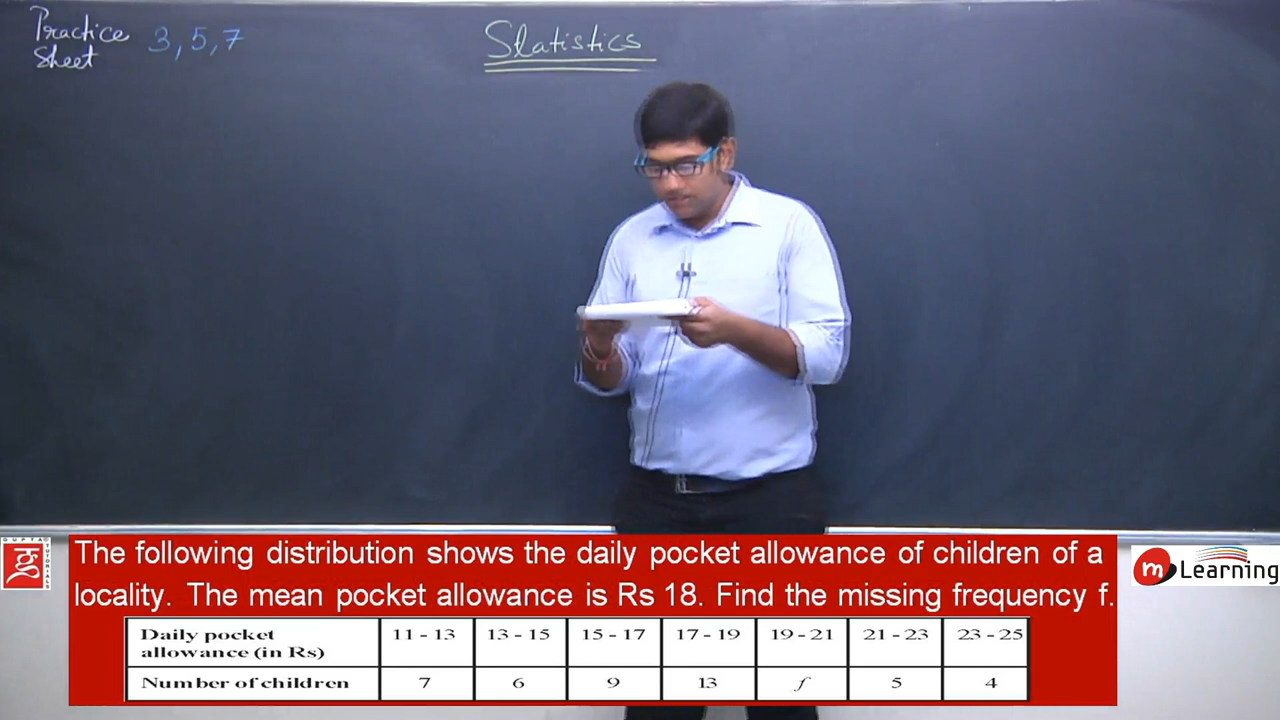 Practice 3, 5, 7
Sheet
Statistics
GUPTA
TUTORIALS
The following distribution shows the daily pocket allowance of children of a
locality. The mean pocket allowance is Rs 18. Find the missing frequency f.
Daily pocket allowance (in Rs) 11 - 13 13 - 15 15 - 17 17 - 19 19 - 21 21 - 23 23 - 25
Number of children 7 6 9 13 f 5 4
m Learning